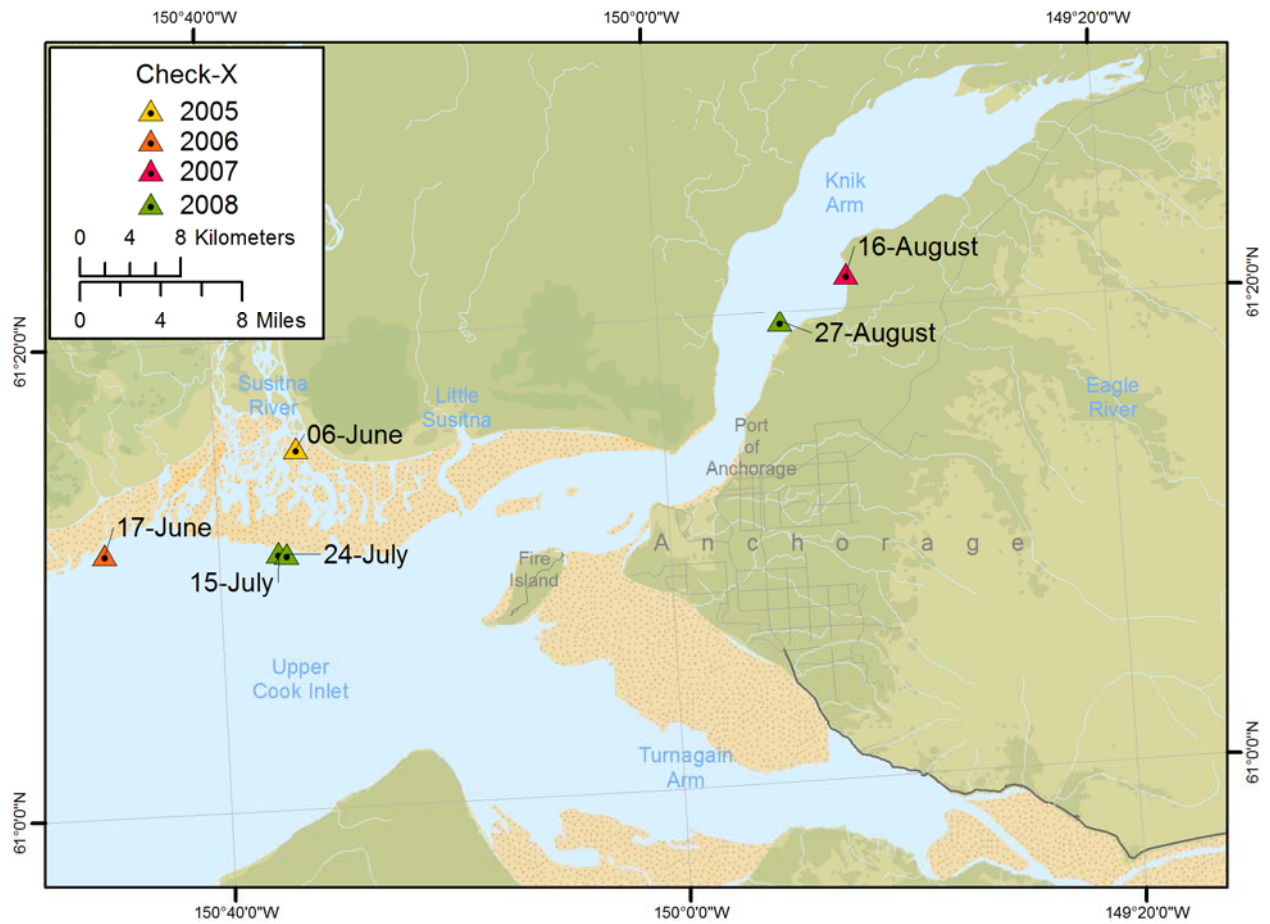 150°40'0"W
150°0'0"W
149°20'0"W
Check-X
2005
2006
2007
2008
0 4 8 Kilometers
0 4 8 Miles
Knik
Arm
16-August
61°20'0"N
27-August
61°20'0"N
Susitna
River
Little
Susitna
Eagle
River
06-June
Port
of
Anchorage
17-June
24-July
15-July
Anchorage
Fire
Island
Upper
Cook Inlet
Turnagain
Arm
61°0'0"N
61°0'0"N
150°40'0"W
150°0'0"W
149°20'0"W